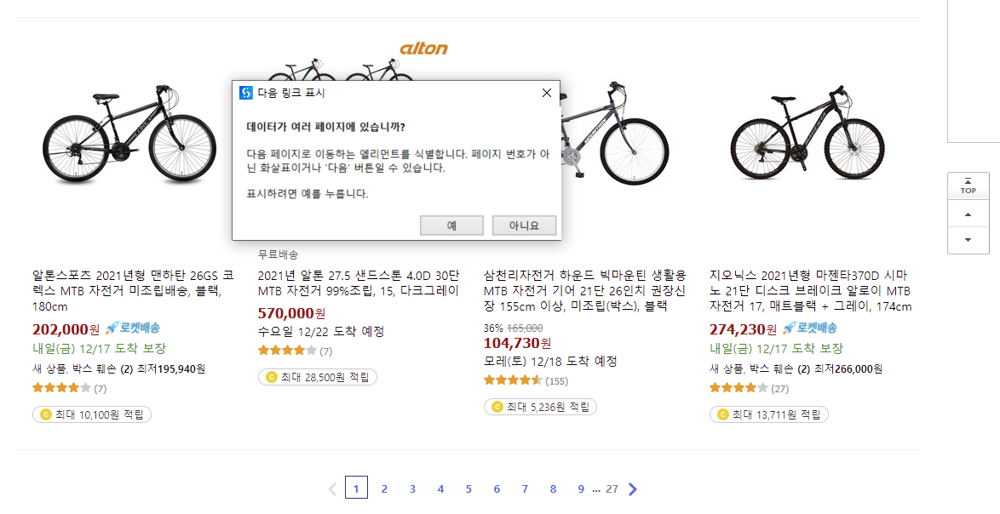 alton
다음 링크 표시
데이터가 여러 페이지에 있습니까?
다음 페이지로 이동하는 엘리먼트를 식별합니다. 페이지 번호가 아
닌 화살표이거나 '다음' 버튼일 수 있습니다.
표시하려면 예를 누릅니다.
예
아니요
TOP
알톤스포츠 2021년형 맨하탄 26GS 코
렉스 MTB 자전거 미조립배송, 블랙,
180cm
202,000원 로켓배송
내일(금) 12/17 도착 보장
새 상품, 박스 훼손 (2) 최저195,940원
(7)
최대 10,100원 적립
무료배송
2021년 알톤 27.5 샌드스톤 4.0D 30단
MTB 자전거 99%조립, 15, 다크그레이
570,000원
수요일 12/22 도착 예정
(7)
최대 28,500원 적립
삼천리자전거 하운드 빅마운틴 생활용
MTB 자전거 기어 21단 26인치 권장신
장 155cm 이상, 미조립(박스), 블랙
36% 165,000
104,730원
모레(토) 12/18 도착 예정
(155)
최대 5,236원 적립
지오닉스 2021년형 마젠타370D 시마
노 21단 디스크 브레이크 알로이 MTB
자전거 17, 매트블랙 + 그레이, 174cm
274,230원 로켓배송
내일(금) 12/17 도착 보장
새 상품, 박스 훼손 (2) 최저266,000원
(27)
최대 13,711원 적립
1 2 3 4 5 6 7 8 9 ... 27